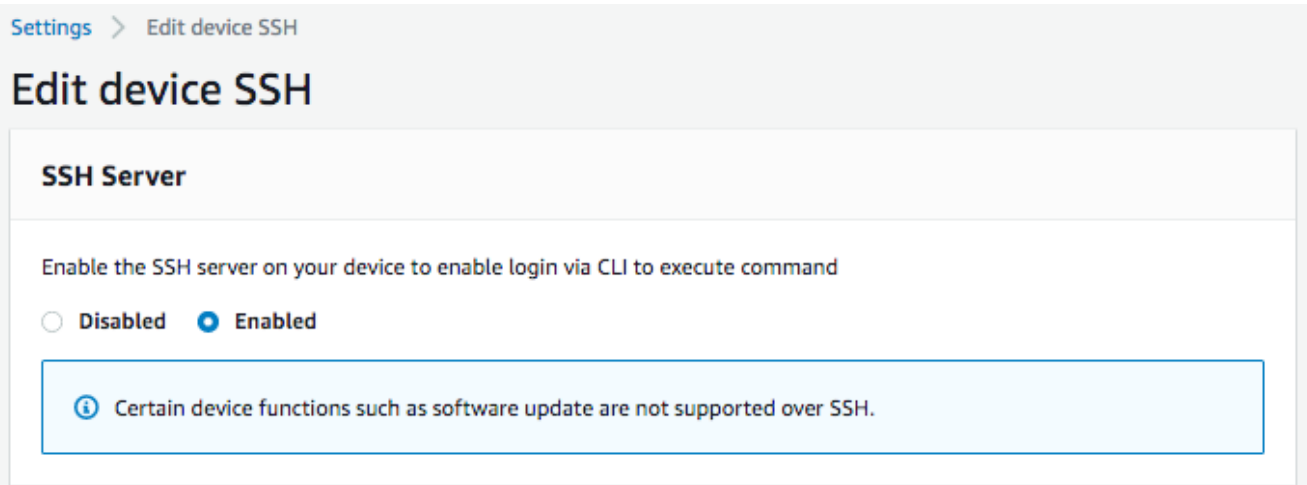 Settings > Edit device SSH
Edit device SSH
SSH Server
Enable the SSH server on your device to enable login via CLI to execute command
Disabled Enabled
Certain device functions such as software update are not supported over SSH.